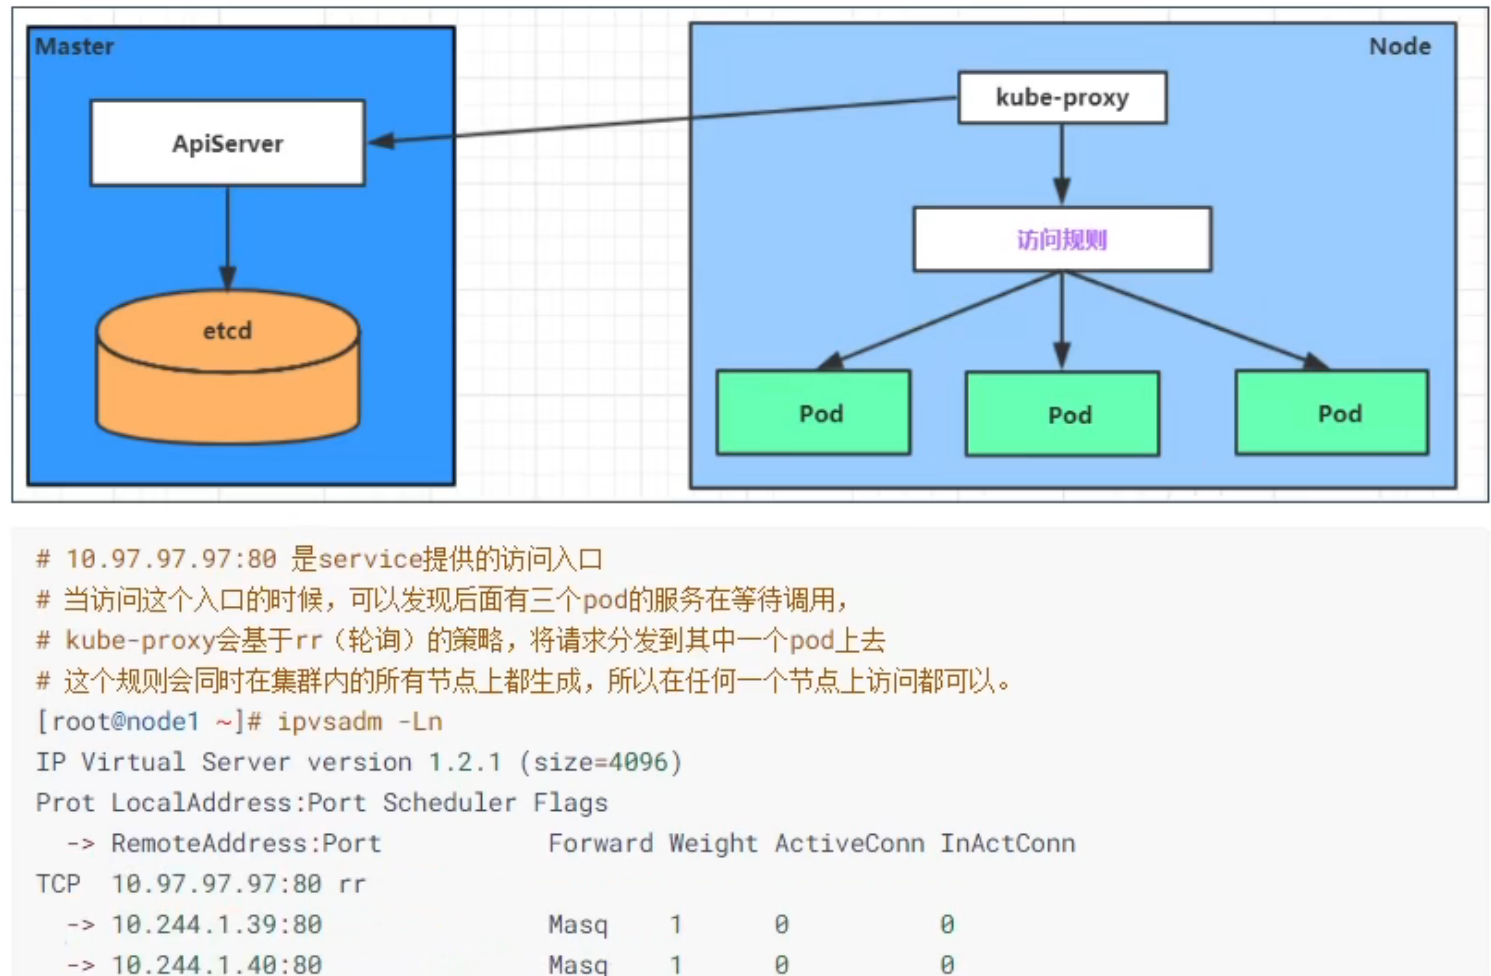 Master
Node
kube-proxy
ApiServer
访问规则
etcd
Pod
Pod
Pod
# 10.97.97.97:80 是service提供的访问入口
# 当访问这个入口的时候，可以发现后面有三个pod的服务在等待调用，
# kube-proxy会基于rr（轮询）的策略，将请求分发到其中一个pod上去
# 这个规则会同时在集群内的所有节点上都生成，所以在任何一个节点上访问都可以。
[root@node1 ~]# ipvsadm -Ln
IP Virtual Server version 1.2.1 (size=4096)
Prot LocalAddress:Port Scheduler Flags
  -> RemoteAddress:Port           Forward Weight ActiveConn InActConn
TCP  10.97.97.97:80 rr
  -> 10.244.1.39:80               Masq    1      0          0
  -> 10.244.1.40:80               Masq    1      0          0